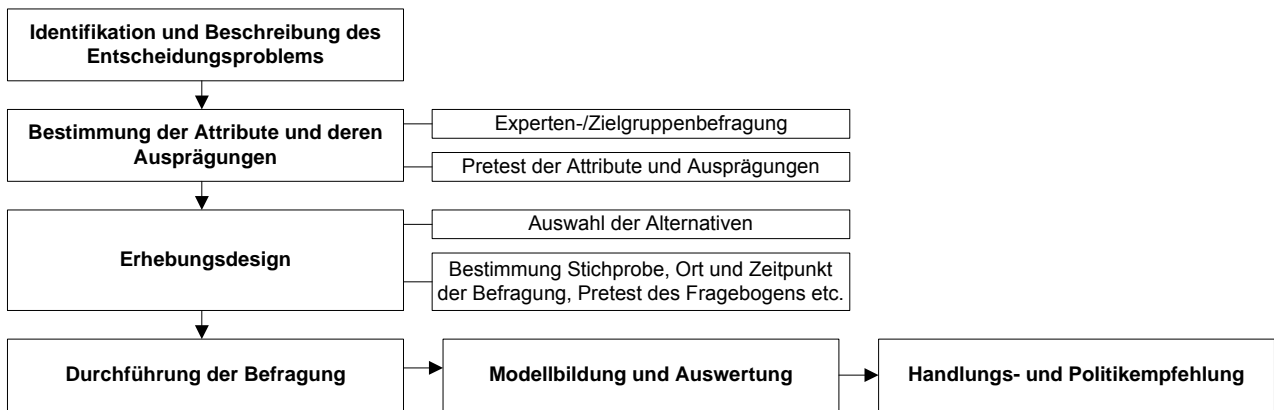 Identifikation und Beschreibung des
Entscheidungsproblems
Bestimmung der Attribute und deren
Ausprägungen
Experten-/Zielgruppenbefragung
Pretest der Attribute und Ausprägungen
Erhebungsdesign
Auswahl der Alternativen
Bestimmung Stichprobe, Ort und Zeitpunkt
der Befragung, Pretest des Fragebogens etc.
Durchführung der Befragung
Modellbildung und Auswertung
Handlungs- und Politikempfehlung